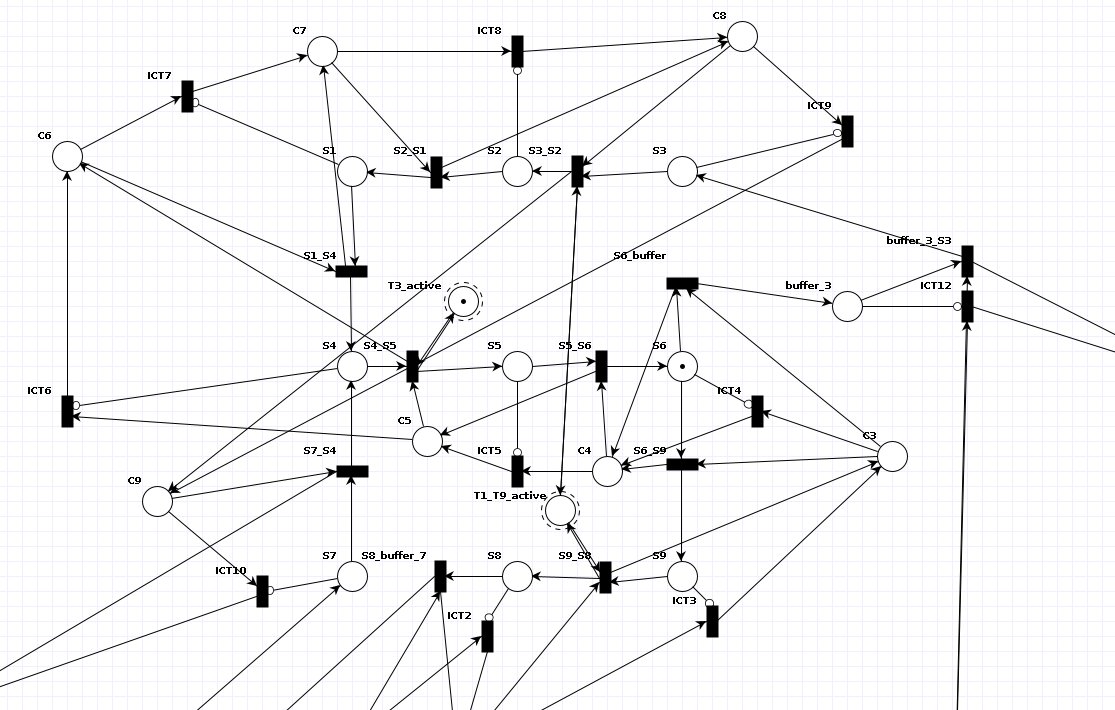 C8
C7
ICT8
ICT7
ICT9
C6
S1
S2_S1
S2
S3_S2
S3
buffer_3_S3
S1_S4
S6_buffer
T3_active
buffer_3
ICT12
S4
S4_S5
S5
S5_S6
S6
ICT6
ICT4
C5
C3
S7_S4
ICT5
C4
S6_S9
C9
T1_T9_active
S7
S8_buffer_7
S8
S9_S8
S9
ICT10
ICT2
ICT3